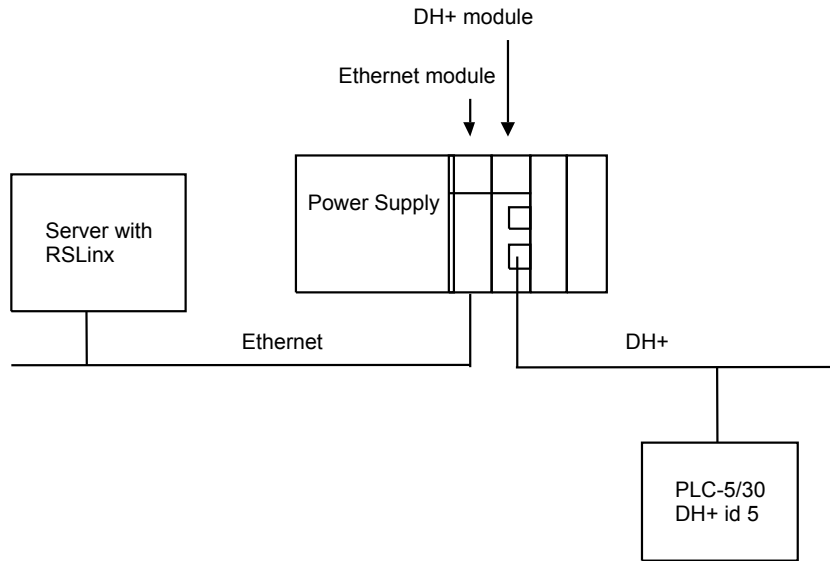 DH+ module
Ethernet module
Power Supply
Server with
RSLinx
Ethernet
DH+
PLC-5/30
DH+ id 5